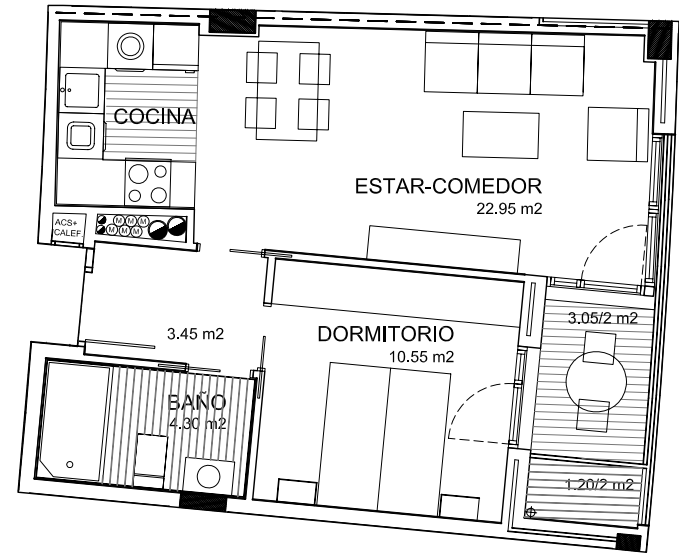 COCINA
ESTAR-COMEDOR
22.95 m2
ACS+
CALEF.
M M M
M M M
3.45 m2
DORMITORIO
10.55 m2
3.05/2 m2
BAÑO
4.30 m2
1.20/2 m2